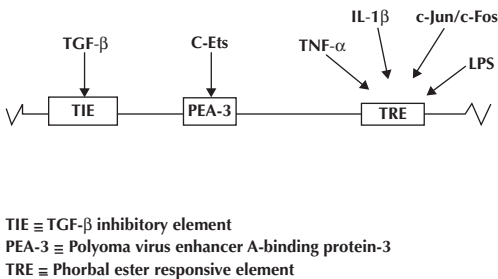 IL-1β c-Jun/c-Fos
TGF-β C-Ets TNF-α
LPS
TIE PEA-3 TRE
TIE ≡ TGF-β inhibitory element
PEA-3 ≡ Polyoma virus enhancer A-binding protein-3
TRE ≡ Phorbal ester responsive element